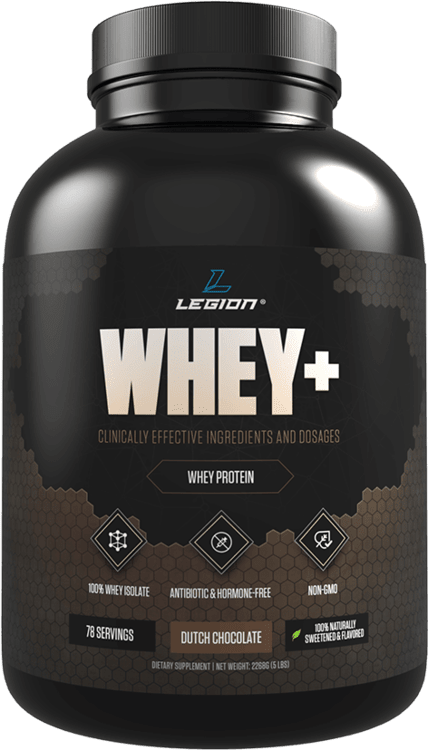 LEGION®
WHEY+
CLINICALLY EFFECTIVE INGREDIENTS AND DOSAGES
WHEY PROTEIN
100% WHEY ISOLATE
ANTIBIOTIC & HORMONE-FREE
NON-GMO
78 SERVINGS
DUTCH CHOCOLATE
100% NATURALLY
SWEETENED & FLAVORED
DIETARY SUPPLEMENT | NET WEIGHT: 2268G (5 LBS)